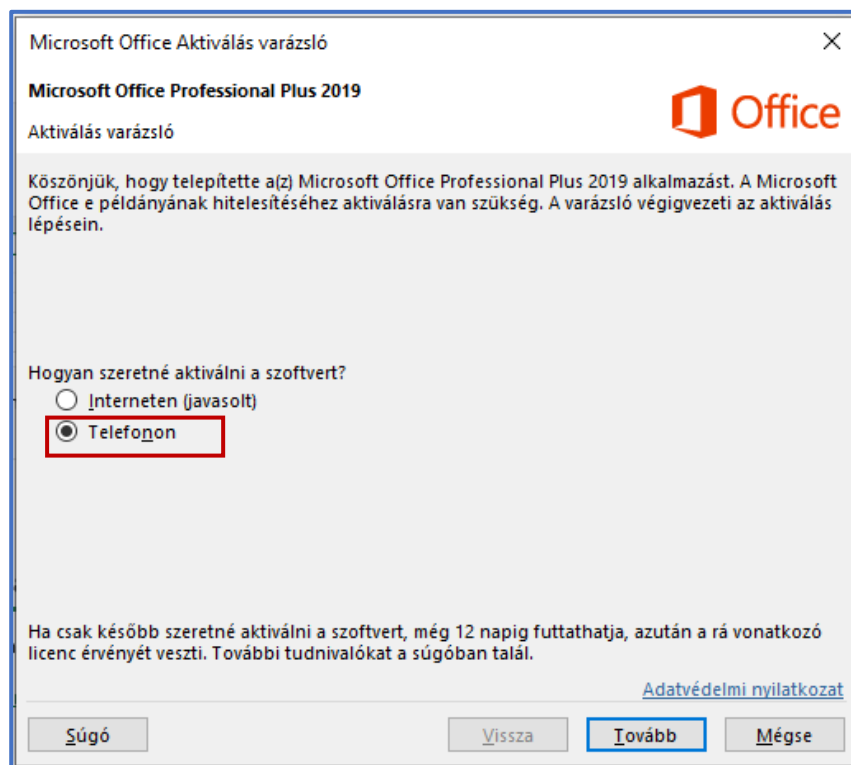 Microsoft Office Aktiválás varázsló
Microsoft Office Professional Plus 2019
Office
Aktiválás varázsló
Köszönjük, hogy telepítette a(z) Microsoft Office Professional Plus 2019 alkalmazást. A Microsoft
Office e példányának hitelesítéséhez aktiválásra van szükség. A varázsló végigvezeti az aktiválás
lépésein.
Hogyan szeretné aktiválni a szoftvert?
Interneten (javasolt)
Telefonon
Ha csak később szeretné aktiválni a szoftvert, még 12 napig futtathatja, azután a rá vonatkozó
licenc érvényét veszti. További tudnivalókat a súgóban talál.
Adatvédelmi nyilatkozat
Súgó
Vissza
Tovább
Mégse